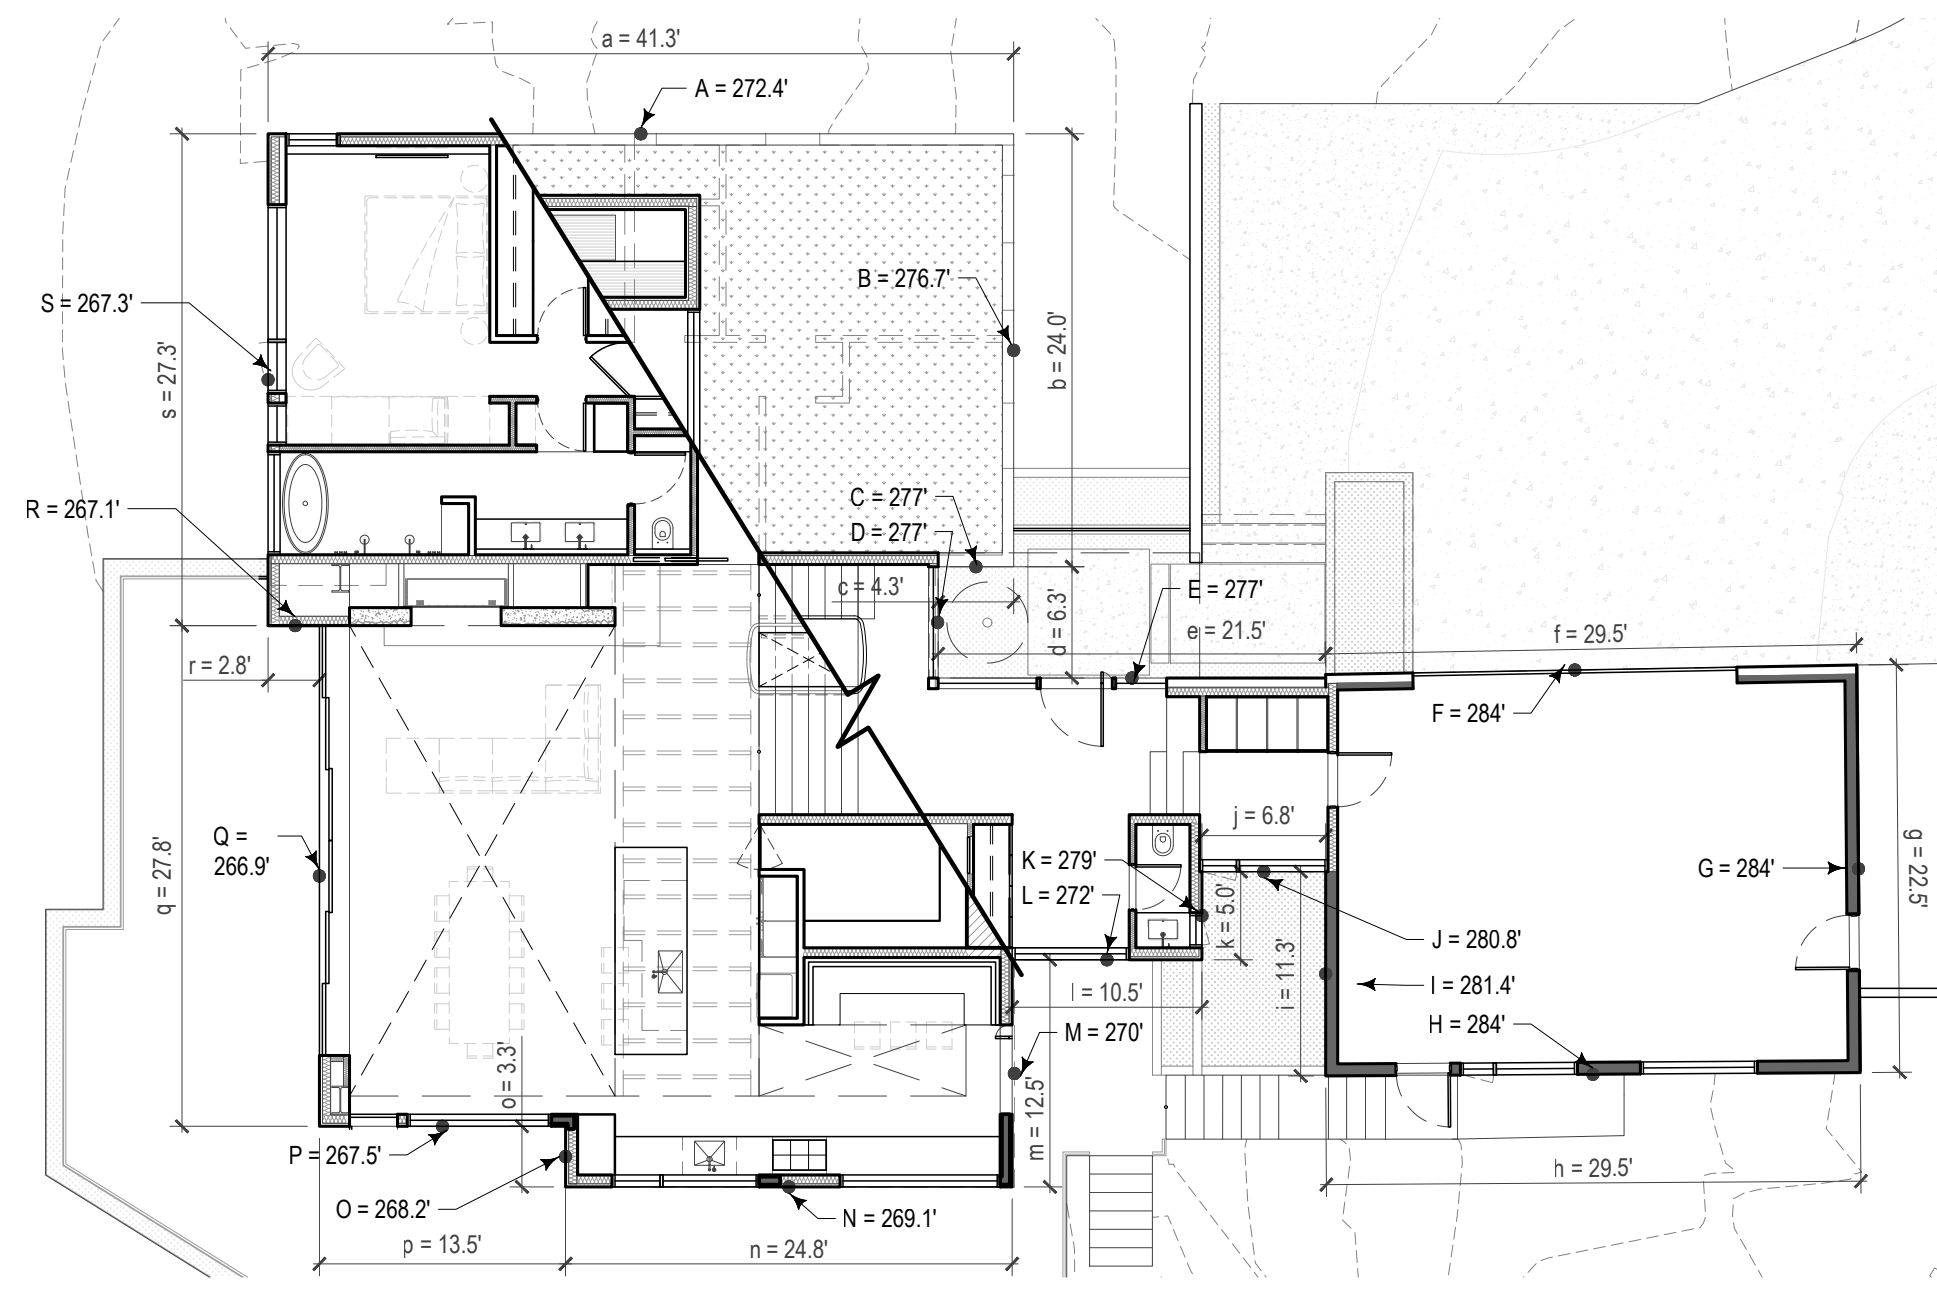 a = 41.3'
A = 272.4'
B = 276.7'
S = 267.3'
b = 24.0'
s = 27.3'
R = 267.1'
C = 277'
D = 277'
c = 4.3'
E = 277'
d = 6.3'
e = 21.5'
f = 29.5'
r = 2.8'
F = 284'
j = 6.8'
Q =
266.9'
q = 27.8'
K = 279'
G = 284'
g = 22.5'
L = 272'
k = 5.0'
J = 280.8'
i = 11.3'
I = 281.4'
l = 10.5'
H = 284'
M = 270'
o = 3.3'
m = 12.5'
P = 267.5'
h = 29.5'
O = 268.2'
N = 269.1'
p = 13.5'
n = 24.8'